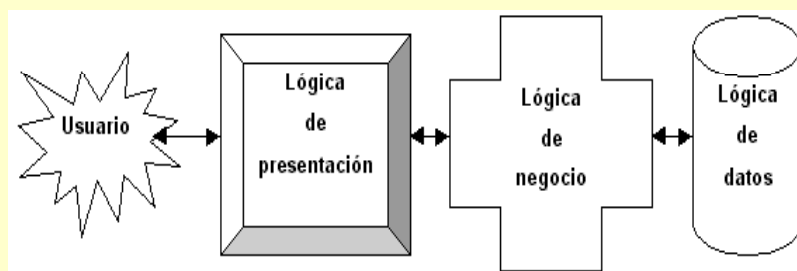 Usuario
Lógica
de
presentación
Lógica
de
negocio
Lógica
de
datos